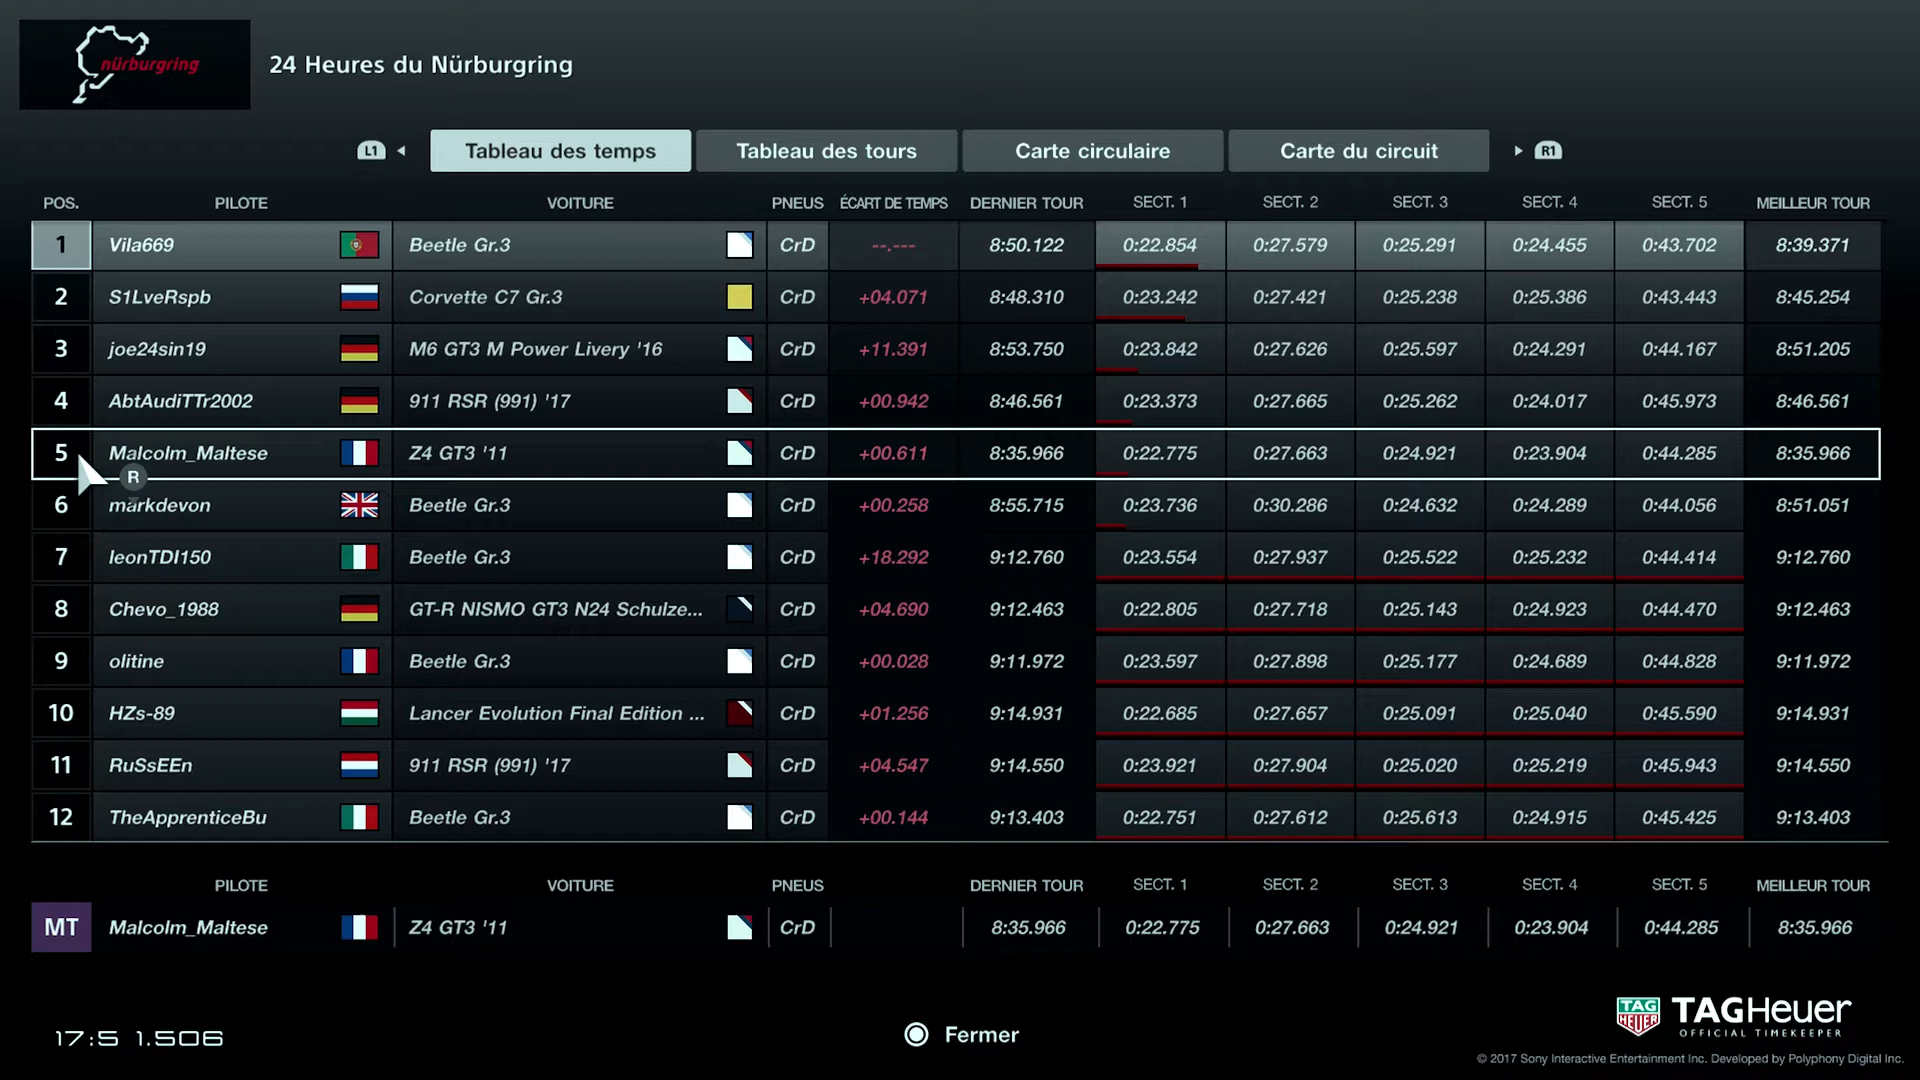 nürburgring
24 Heures du Nürburgring
L1 Tableau des temps Tableau des tours Carte circulaire Carte du circuit R1
POS. PILOTE VOITURE PNEUS ÉCART DE TEMPS DERNIER TOUR SECT. 1 SECT. 2 SECT. 3 SECT. 4 SECT. 5 MEILLEUR TOUR
1 Vila669 Beetle Gr.3 CrD --.--- 8:50.122 0:22.854 0:27.579 0:25.291 0:24.455 0:43.702 8:39.371
2 S1LveRspb Corvette C7 Gr.3 CrD +04.071 8:48.310 0:23.242 0:27.421 0:25.238 0:25.386 0:43.443 8:45.254
3 joe24sin19 M6 GT3 M Power Livery '16 CrD +11.391 8:53.750 0:23.842 0:27.626 0:25.597 0:24.291 0:44.167 8:51.205
4 AbtAudiTTr2002 911 RSR (991) '17 CrD +00.942 8:46.561 0:23.373 0:27.665 0:25.262 0:24.017 0:45.973 8:46.561
5 Malcolm_Maltese Z4 GT3 '11 CrD +00.611 8:35.966 0:22.775 0:27.663 0:24.921 0:23.904 0:44.285 8:35.966
R
6 markdevon Beetle Gr.3 CrD +00.258 8:55.715 0:23.736 0:30.286 0:24.632 0:24.289 0:44.056 8:51.051
7 leonTDI150 Beetle Gr.3 CrD +18.292 9:12.760 0:23.554 0:27.937 0:25.522 0:25.232 0:44.414 9:12.760
8 Chevo_1988 GT-R NISMO GT3 N24 Schulze... CrD +04.690 9:12.463 0:22.805 0:27.718 0:25.143 0:24.923 0:44.470 9:12.463
9 olitine Beetle Gr.3 CrD +00.028 9:11.972 0:23.597 0:27.898 0:25.177 0:24.689 0:44.828 9:11.972
10 HZs-89 Lancer Evolution Final Edition ... CrD +01.256 9:14.931 0:22.685 0:27.657 0:25.091 0:25.040 0:45.590 9:14.931
11 RuSsEEn 911 RSR (991) '17 CrD +04.547 9:14.550 0:23.921 0:27.904 0:25.020 0:25.219 0:45.943 9:14.550
12 TheApprenticeBu Beetle Gr.3 CrD +00.144 9:13.403 0:22.751 0:27.612 0:25.613 0:24.915 0:45.425 9:13.403
PILOTE VOITURE PNEUS DERNIER TOUR SECT. 1 SECT. 2 SECT. 3 SECT. 4 SECT. 5 MEILLEUR TOUR
MT Malcolm_Maltese Z4 GT3 '11 CrD 8:35.966 0:22.775 0:27.663 0:24.921 0:23.904 0:44.285 8:35.966
17:5 1.506
Fermer
TAG HEUER TAGHeuer
OFFICIAL TIMEKEEPER
© 2017 Sony Interactive Entertainment Inc. Developed by Polyphony Digital Inc.